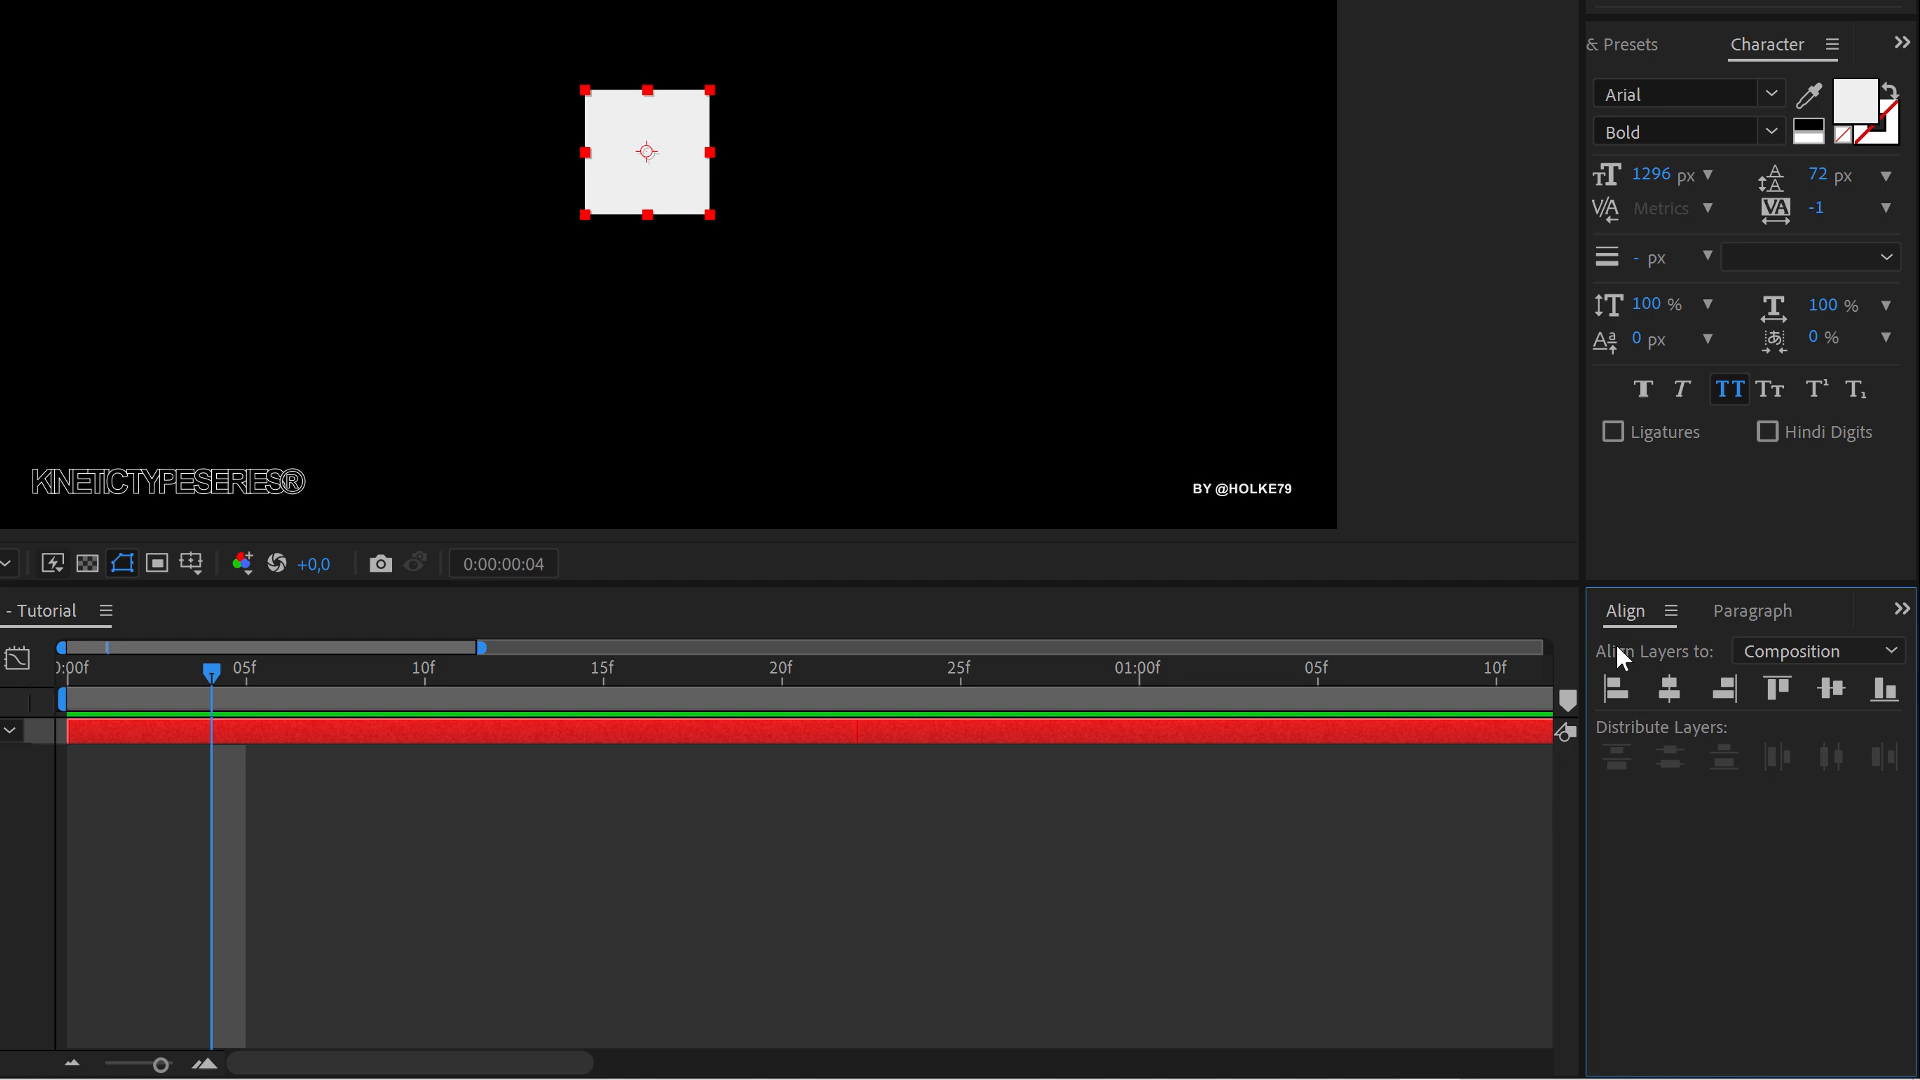 & Presets
Character
Arial
Bold
1296 px
72 px
Metrics
-1
- px
100 %
100 %
0 px
0 %
Ligatures
Hindi Digits
KINETICTYPESERIES®
BY @HOLKE79
+0,0
0:00:00:04
- Tutorial
Align
Paragraph
0:00f
05f
10f
15f
20f
25f
01:00f
05f
10f
Align Layers to:
Composition
Distribute Layers: